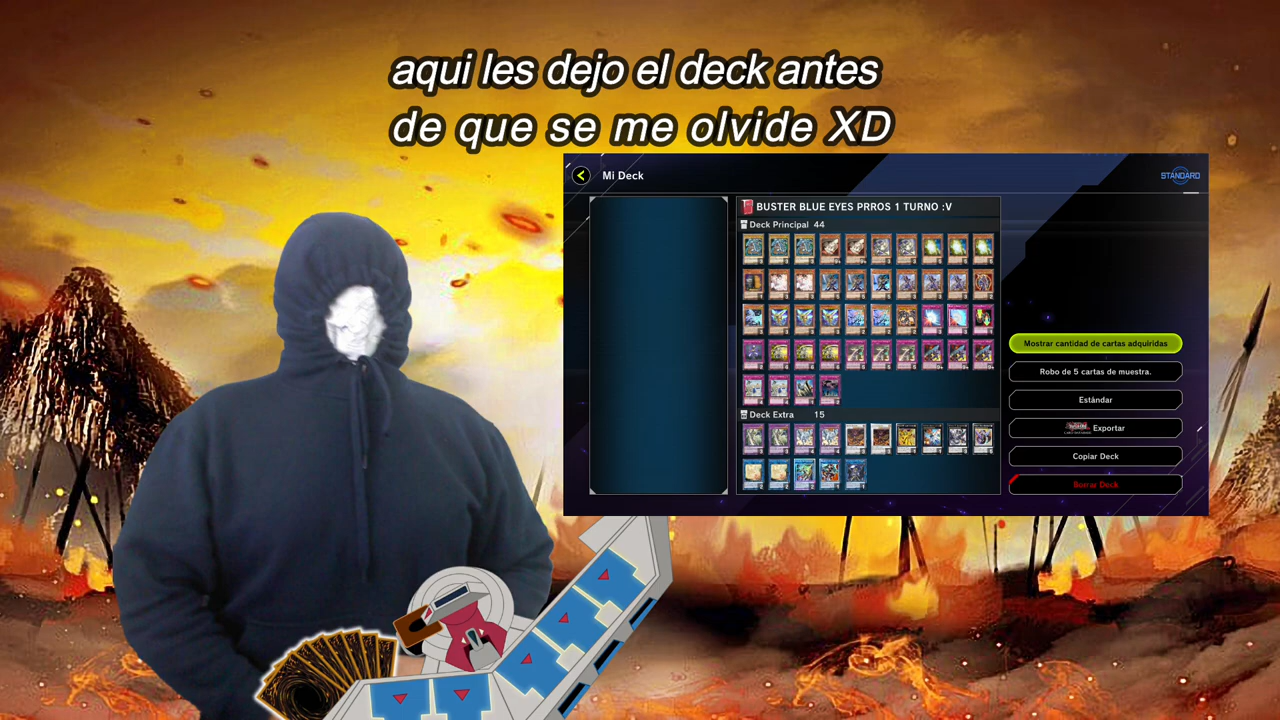 aqui les dejo el deck antes
de que se me olvide XD
Mi Deck
STANDARD
BUSTER BLUE EYES PRROS 1 TURNO :V
Deck Principal 44
Mostrar cantidad de cartas adquiridas
Robo de 5 cartas de muestra.
Estándar
Exportar
Copiar Deck
Borrar Deck
Deck Extra 15